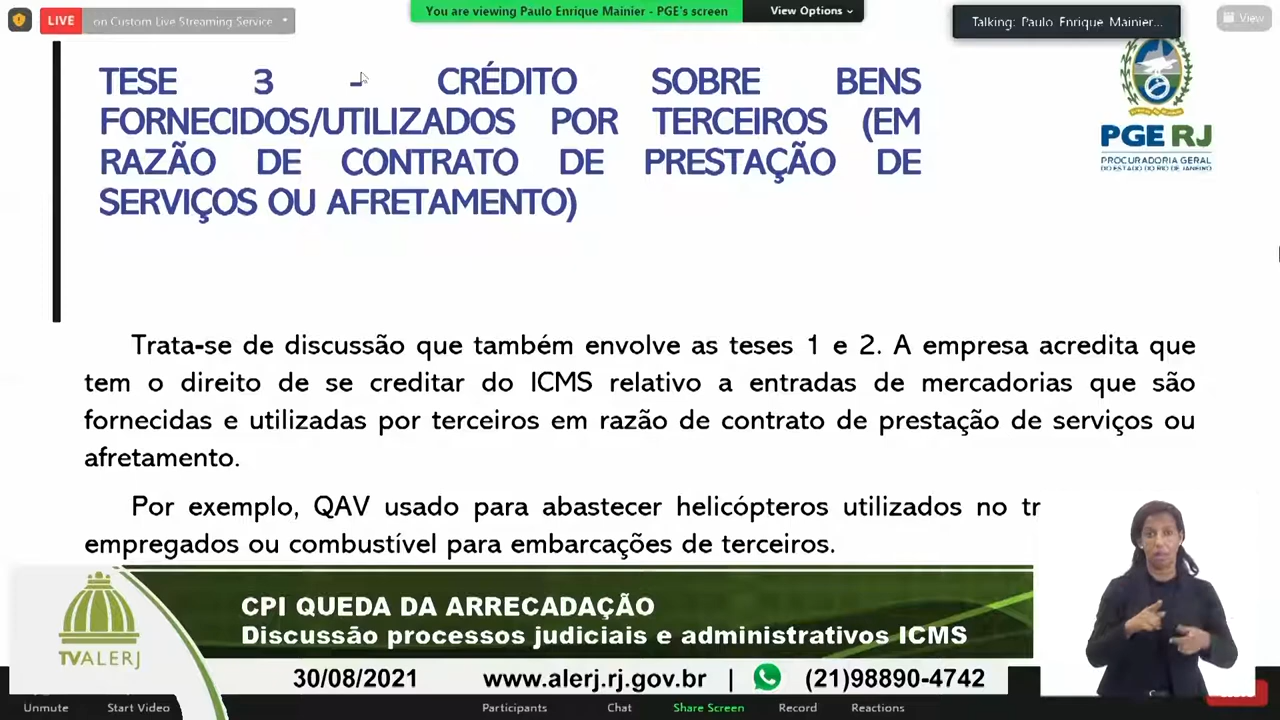 LIVE on Custom Live Streaming Service
You are viewing Paulo Enrique Mainier - PGE's screen View Options
Talking: Paulo Enrique Mainier...
View
TESE 3 - CRÉDITO SOBRE BENS
FORNECIDOS/UTILIZADOS POR TERCEIROS (EM
RAZÃO DE CONTRATO DE PRESTAÇÃO DE
SERVIÇOS OU AFRETAMENTO)
PGE RJ
PROCURADORIA GERAL
DO ESTADO DO RIO DE JANEIRO
Trata-se de discussão que também envolve as teses 1 e 2. A empresa acredita que
tem o direito de se creditar do ICMS relativo a entradas de mercadorias que são
fornecidas e utilizadas por terceiros em razão de contrato de prestação de serviços ou
afretamento.
Por exemplo, QAV usado para abastecer helicópteros utilizados no tr
empregados ou combustível para embarcações de terceiros.
CPI QUEDA DA ARRECADAÇÃO
Discussão processos judiciais e administrativos ICMS
TVALERJ
30/08/2021 www.alerj.rj.gov.br | (21)98890-4742
Unmute Start Video Participants Chat Share Screen Record Reactions